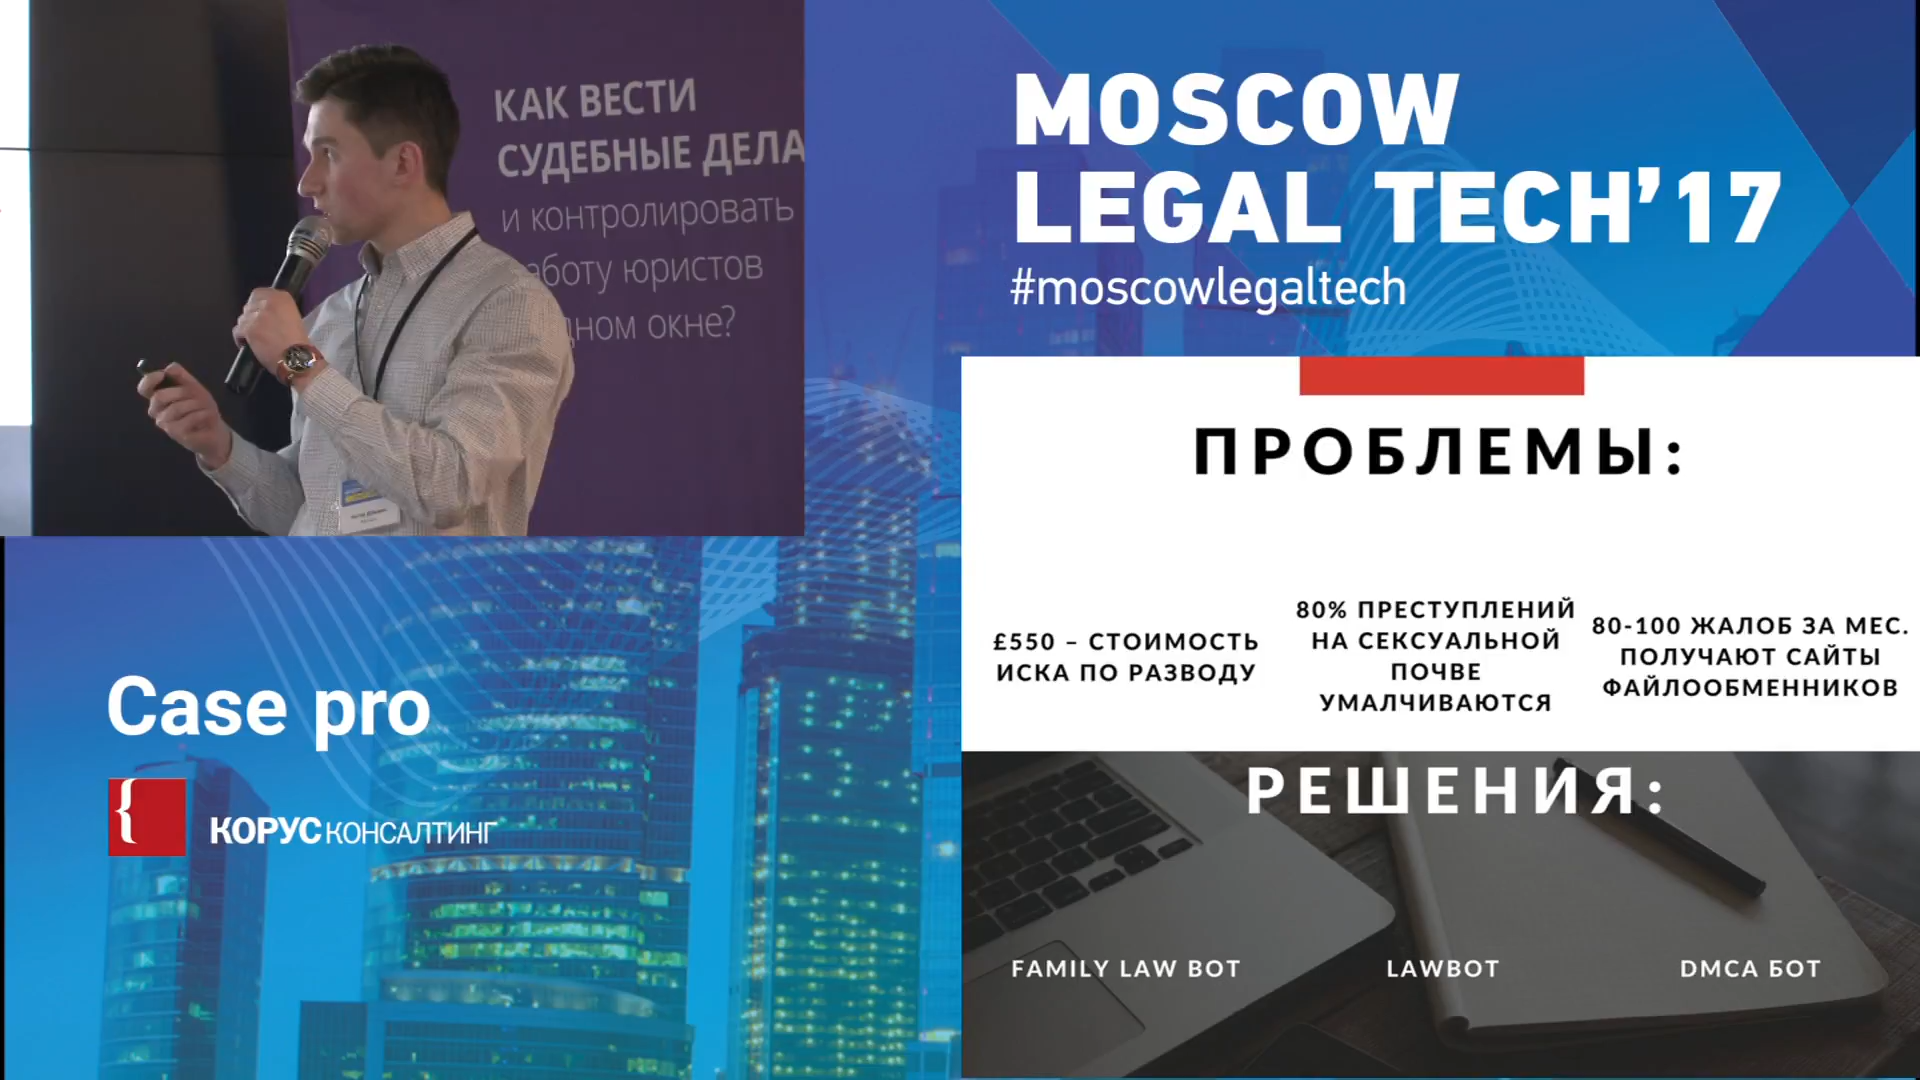 КАК ВЕСТИ
СУДЕБНЫЕ ДЕЛА
и контролировать
юристов
окне?
MOSCOW
LEGAL TECH’17
#moscowlegaltech
ПРОБЛЕМЫ:
£550 – СТОИМОСТЬ
ИСКА ПО РАЗВОДУ
80% ПРЕСТУПЛЕНИЙ
НА СЕКСУАЛЬНОЙ
ПОЧВЕ
УМАЛЧИВАЮТСЯ
80-100 ЖАЛОБ ЗА МЕС.
ПОЛУЧАЮТ САЙТЫ
ФАЙЛООБМЕННИКОВ
РЕШЕНИЯ:
FAMILY LAW BOT
LAWBOT
DMCA БОТ
Case pro
КОРУС КОНСАЛТИНГ